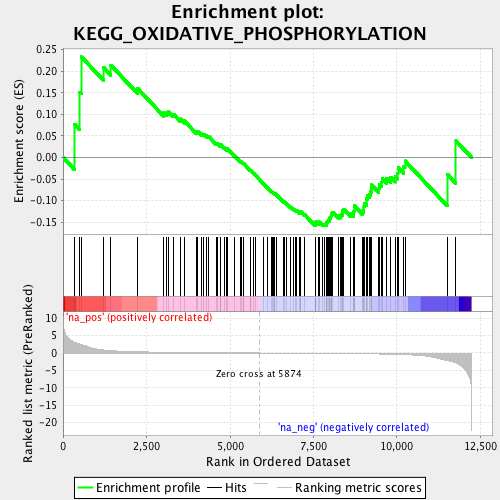 Enrichment plot:
KEGG_OXIDATIVE_PHOSPHORYLATION
Enrichment score (ES)
0.25
0.20
0.15
0.10
0.05
0.00
-0.05
-0.10
-0.15
'na_pos' (positively correlated)
Ranked list metric (PreRanked)
10
5
0
-5
-10
-15
-20
Zero cross at 5874
'na_neg' (negatively correlated)
0
2,500
5,000
7,500
10,000
12,500
Rank in Ordered Dataset
Enrichment profile
Hits
Ranking metric scores